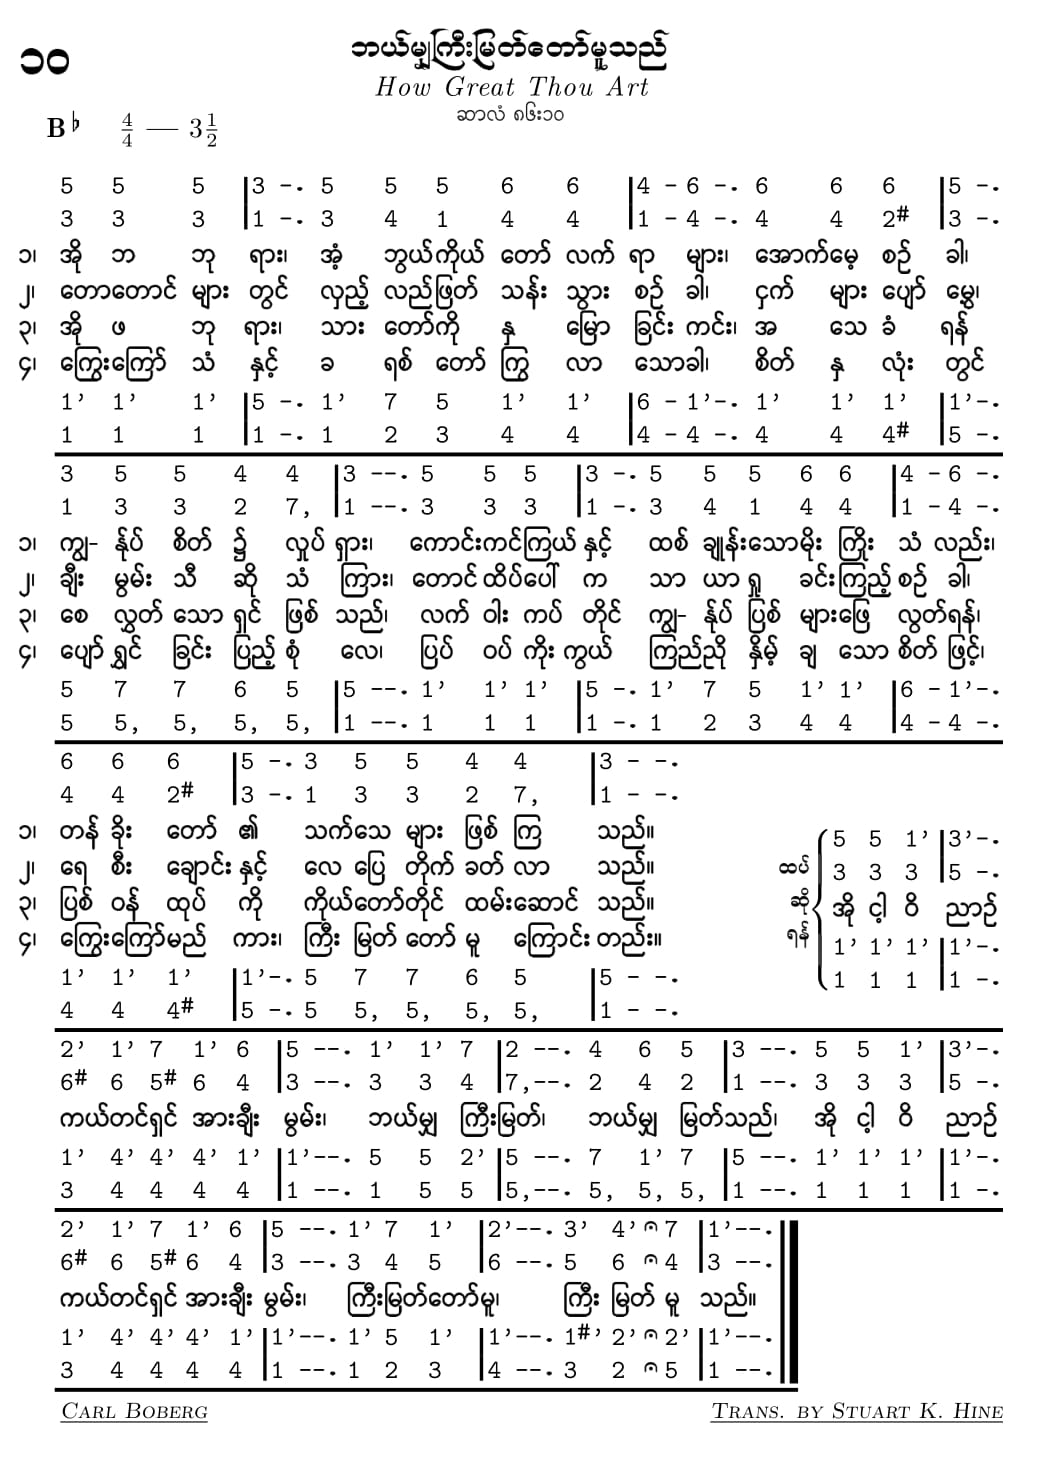 ၁၀
ဘယ်မျှကြီးမြတ်တော်မူသည်
How Great Thou Art
ဆာလံ ၈၆း၁၀
B♭ 4/4 — 3 1/2
5 5 5 |3 -. 5 5 5 6 6 |4 - 6 -. 6 6 6 |5 -.
3 3 3 |1 -. 3 4 1 4 4 |1 - 4 -. 4 4 2# |3 -.
၁၊ အို ဘ ဘု ရား၊ အံ့ ဘွယ်ကိုယ် တော် လက် ရာ များ၊ အောက်မေ့ စဉ် ခါ၊
၂၊ တောတောင် များ တွင် လှည့် လည်ဖြတ် သန်း သွား စဉ် ခါ၊ ငှက် များ ပျော် မွေ့၊
၃၊ အို ဖ ဘု ရား၊ သား တော်ကို နှ မြော ခြင်း ကင်း၊ အ သေ ခံ ရန်
၄၊ ကြွေးကြော် သံ နှင့် ခ ရစ် တော် ကြွ လာ သောခါ၊ စိတ် နှ လုံး တွင်
1’ 1’ 1’ |5 -. 1’ 7 5 1’ 1’ |6 - 1’-. 1’ 1’ 1’ |1’-.
1 1 1 |1 -. 1 2 3 4 4 |4 - 4 -. 4 4 4# |5 -.
3 5 5 4 4 |3 --. 5 5 5 |3 -. 5 5 5 6 6 |4 - 6 -.
1 3 3 2 7, |1 --. 3 3 3 |1 -. 3 4 1 4 4 |1 - 4 -.
၁၊ ကျွ- န်ုပ် စိတ် ၌ လှုပ် ရှား၊ ကောင်းကင်ကြယ် နှင့် ထစ် ချုန်းသောမိုး ကြိုး သံ လည်း၊
၂၊ ချီး မွမ်း သီ ဆို သံ ကြား၊ တောင် ထိပ်ပေါ် က သာ ယာ ရှု ခင်းကြည့် စဉ် ခါ၊
၃၊ စေ လွှတ် သော ရှင် ဖြစ် သည်၊ လက် ဝါး ကပ် တိုင် ကျွ- န်ုပ် ပြစ် များဖြေ လွတ်ရန်၊
၄၊ ပျော် ရွှင် ခြင်း ပြည့် စုံ လေ၊ ပြပ် ဝပ် ကိုး ကွယ် ကြည်ညို နှိမ့် ချ သော စိတ် ဖြင့်၊
5 7 7 6 5 |5 --. 1’ 1’ 1’ |5 -. 1’ 7 5 1’ 1’ |6 - 1’-.
5 5, 5, 5, 5, |1 --. 1 1 1 |1 -. 1 2 3 4 4 |4 - 4 -.
6 6 6 |5 -. 3 5 5 4 4 |3 - -.
4 4 2# |3 -. 1 3 3 2 7, |1 - -.
၁၊ တန် ခိုး တော် ၏ သက်သေ များ ဖြစ် ကြ သည်။
၂၊ ရေ စီး ချောင်း နှင့် လေ ပြေ တိုက် ခတ် လာ သည်။
၃၊ ပြစ် ဝန် ထုပ် ကို ကိုယ်တော်တိုင် ထမ်းဆောင် သည်။
၄၊ ကြွေးကြော်မည် ကား၊ ကြီး မြတ် တော် မူ ကြောင်း တည်း။
1’ 1’ 1’ |1’-. 5 7 7 6 5 |5 - -.
4 4 4# |5 -. 5 5, 5, 5, 5, |1 - -.
ထပ်ဆိုရန်
5 5 1’ |3’-.
3 3 3 |5 -.
အို ငါ့ ဝိ ညာဉ်
1’ 1’ 1’ |1’-.
1 1 1 |1 -.
2’ 1’ 7 1’ 6 |5 --. 1’ 1’ 7 |2 --. 4 6 5 |3 --. 5 5 1’ |3’-.
6# 6 5# 6 4 |3 --. 3 3 4 |7,--. 2 4 2 |1 --. 3 3 3 |5 -.
ကယ်တင်ရှင် အားချီး မွမ်း၊ ဘယ်မျှ ကြီးမြတ်၊ ဘယ်မျှ မြတ်သည်၊ အို ငါ့ ဝိ ညာဉ်
1’ 4’ 4’ 4’ 1’ |1’--. 5 5 2’ |5 --. 7 1’ 7 |5 --. 1’ 1’ 1’ |1’-.
3 4 4 4 4 |1 --. 1 5 5 |5,--. 5, 5, 5, |1 --. 1 1 1 |1 -.
2’ 1’ 7 1’ 6 |5 --. 1’ 7 1’ |2’--. 3’ 4’ 𝄐 7 |1’--.
6# 6 5# 6 4 |3 --. 3 4 5 |6 --. 5 6 𝄐 4 |3 --.
ကယ်တင်ရှင် အားချီး မွမ်း၊ ကြီးမြတ်တော်မူ၊ ကြီး မြတ် မူ သည်။
1’ 4’ 4’ 4’ 1’ |1’--. 1’ 5 1’ |1’--. 1#’ 2’ 𝄐 2’ |1’--.
3 4 4 4 4 |1 --. 1 2 3 |4 --. 3 2 𝄐 5 |1 --.
Carl Boberg
Trans. by Stuart K. Hine